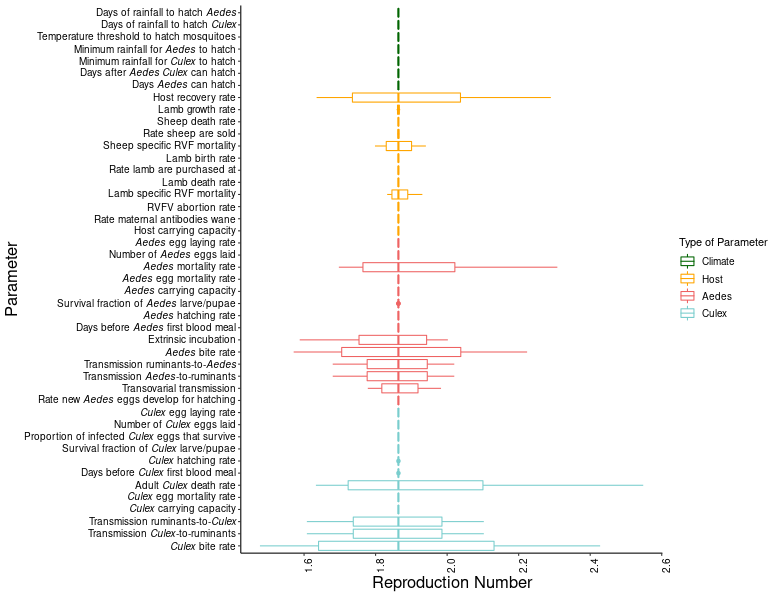 Days of rainfall to hatch Aedes
Days of rainfall to hatch Culex
Temperature threshold to hatch mosquitoes
Minimum rainfall for Aedes to hatch
Minimum rainfall for Culex to hatch
Days after Aedes Culex can hatch
Days Aedes can hatch
Host recovery rate
Lamb growth rate
Sheep death rate
Rate sheep are sold
Sheep specific RVF mortality
Lamb birth rate
Rate lamb are purchased at
Lamb death rate
Lamb specific RVF mortality
RVFV abortion rate
Rate maternal antibodies wane
Host carrying capacity
Aedes egg laying rate
Number of Aedes eggs laid
Aedes mortality rate
Aedes egg mortality rate
Aedes carrying capacity
Survival fraction of Aedes larve/pupae
Aedes hatching rate
Days before Aedes first blood meal
Extrinsic incubation
Aedes bite rate
Transmission ruminants-to-Aedes
Transmission Aedes-to-ruminants
Transovarial transmission
Rate new Aedes eggs develop for hatching
Culex egg laying rate
Number of Culex eggs laid
Proportion of infected Culex eggs that survive
Survival fraction of Culex larve/pupae
Culex hatching rate
Days before Culex first blood meal
Adult Culex death rate
Culex egg mortality rate
Culex carrying capacity
Transmission ruminants-to-Culex
Transmission Culex-to-ruminants
Culex bite rate
Parameter
1.6
1.8
2.0
2.2
2.4
2.6
Reproduction Number
Type of Parameter
Climate
Host
Aedes
Culex